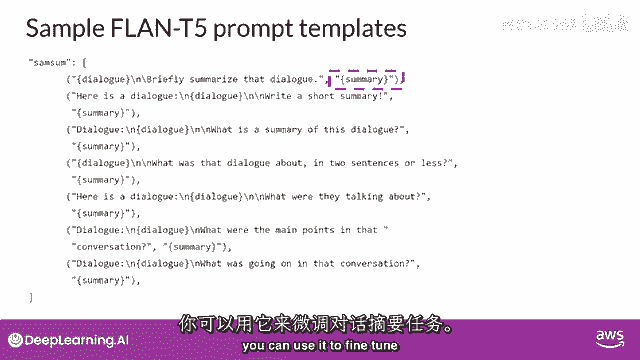 Sample FLAN-T5 prompt templates
"samsum": [
("{dialogue}\n\nBriefly summarize that dialogue.", "{summary}"),
("Here is a dialogue:\n{dialogue}\n\nWrite a short summary!",
"{summary}"),
("Dialogue:\n{dialogue}\n\nWhat is a summary of this dialogue?",
"{summary}"),
("{dialogue}\n\nWhat was that dialogue about, in two sentences or less?",
"{summary}"),
("Here is a dialogue:\n{dialogue}\n\nWhat were they talking about?",
"{summary}"),
("Dialogue:\n{dialogue}\nWhat were the main points in that "
"conversation?", "{summary}"),
("Dialogue:\n{dialogue}\nWhat was going on in that conversation?",
"{summary}"),
]
你可以用它来微调对话摘要任务。
you can use it to fine tune
DeepLearning.AI
aws